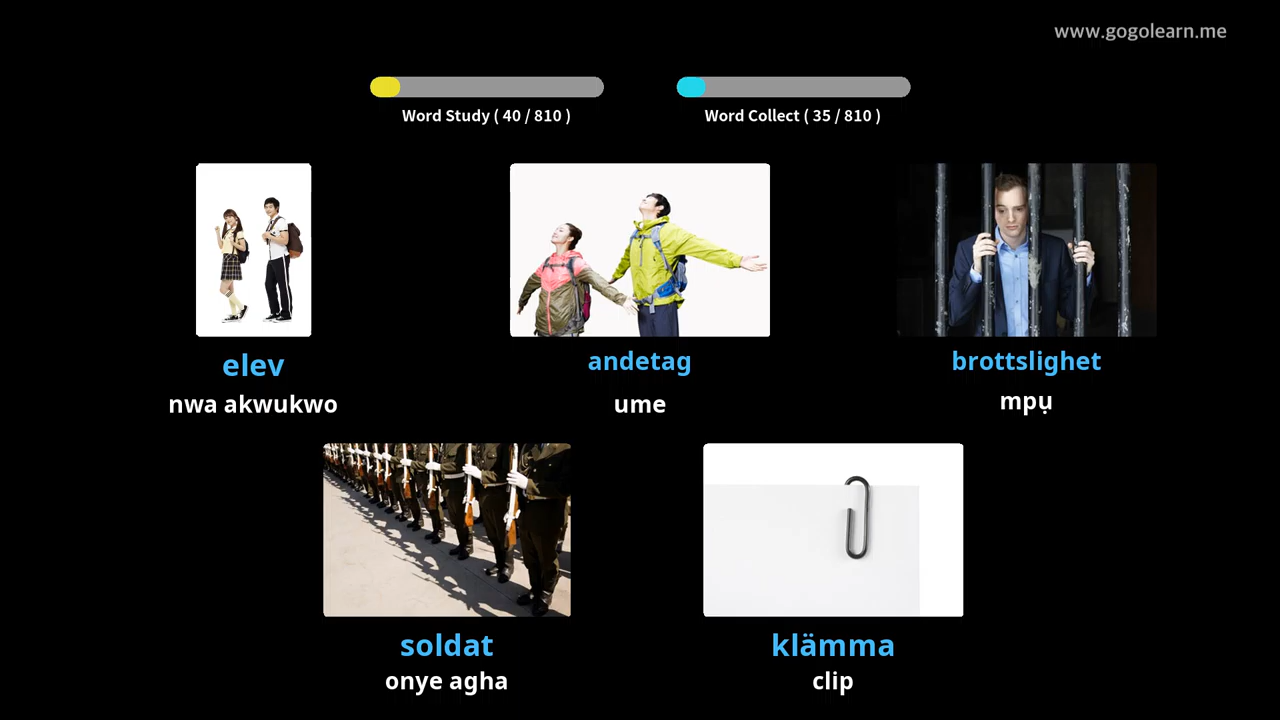 www.gogolearn.me
Word Study ( 40 / 810 )
Word Collect ( 35 / 810 )
elev
nwa akwukwo
andetag
ume
brottslighet
mpụ
soldat
onye agha
klämma
clip